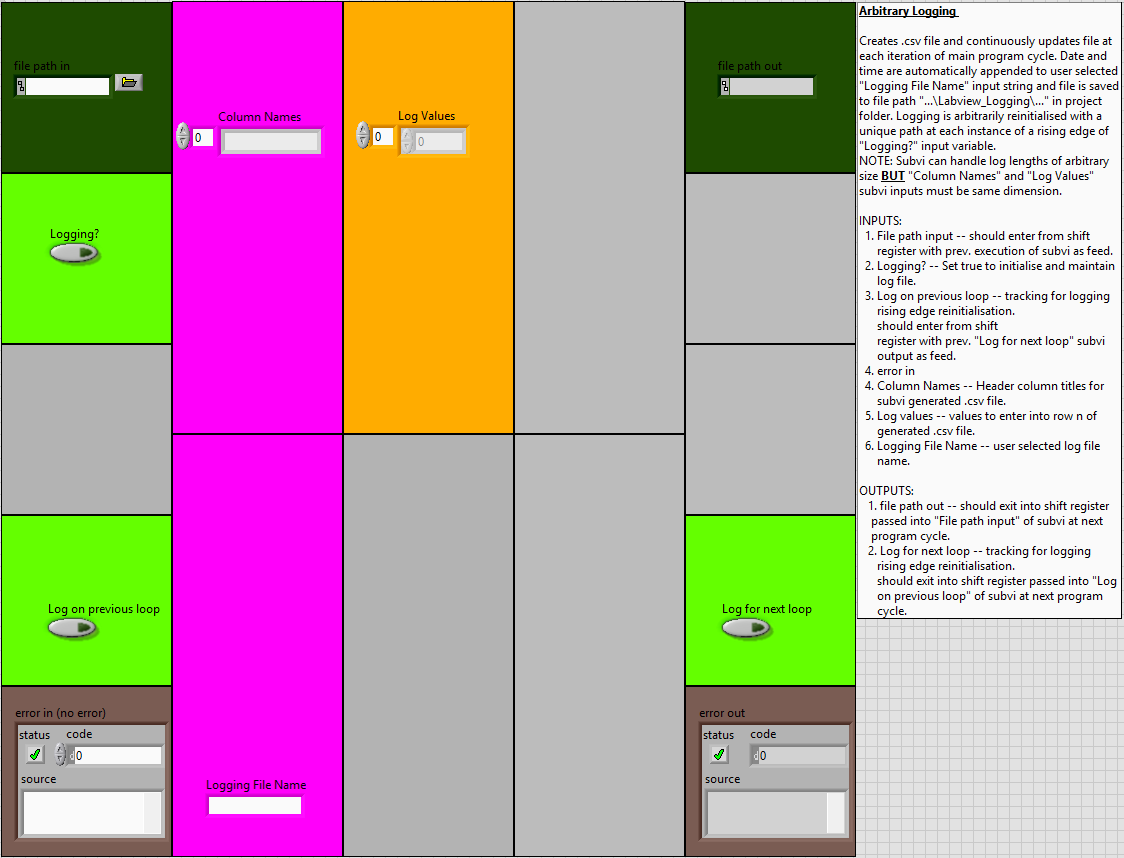 file path in
Column Names
0
Log Values
0
0
file path out
Logging?
Log on previous loop
Log for next loop
error in (no error)
status code
0
source
Logging File Name
error out
status code
0
source
Arbitrary Logging
Creates .csv file and continuously updates file at
each iteration of main program cycle. Date and
time are automatically appended to user selected
"Logging File Name" input string and file is saved
to file path "...\Labview_Logging\..." in project
folder. Logging is arbitrarily reinitialised with a
unique path at each instance of a rising edge of
"Logging?" input variable.
NOTE: Subvi can handle log lengths of arbitrary
size BUT "Column Names" and "Log Values"
subvi inputs must be same dimension.
INPUTS:
1. File path input -- should enter from shift
register with prev. execution of subvi as feed.
2. Logging? -- Set true to initialise and maintain
log file.
3. Log on previous loop -- tracking for logging
rising edge reinitialisation.
should enter from shift
register with prev. "Log for next loop" subvi
output as feed.
4. error in
4. Column Names -- Header column titles for
subvi generated .csv file.
5. Log values -- values to enter into row n of
generated .csv file.
6. Logging File Name -- user selected log file
name.
OUTPUTS:
1. file path out -- should exit into shift register
passed into "File path input" of subvi at next
program cycle.
2. Log for next loop -- tracking for logging
rising edge reinitialisation.
should exit into shift register passed into "Log
on previous loop" of subvi at next program
cycle.